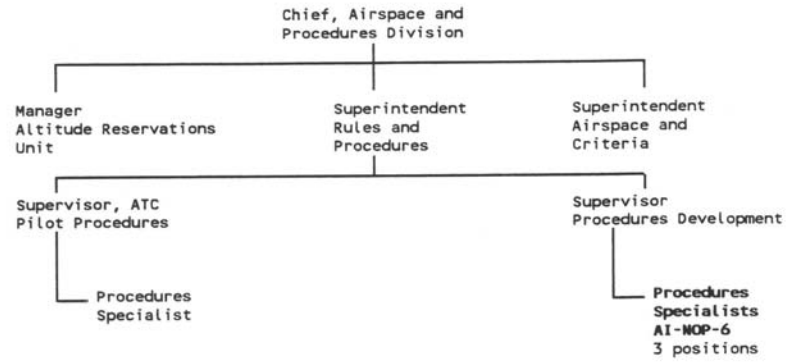 Chief, Airspace and
Procedures Division
Manager
Altitude Reservations
Unit
Superintendent
Rules and
Procedures
Superintendent
Airspace and
Criteria
Supervisor, ATC
Pilot Procedures
Supervisor
Procedures Development
Procedures
Specialist
Procedures
Specialists
AI-NOP-6
3 positions